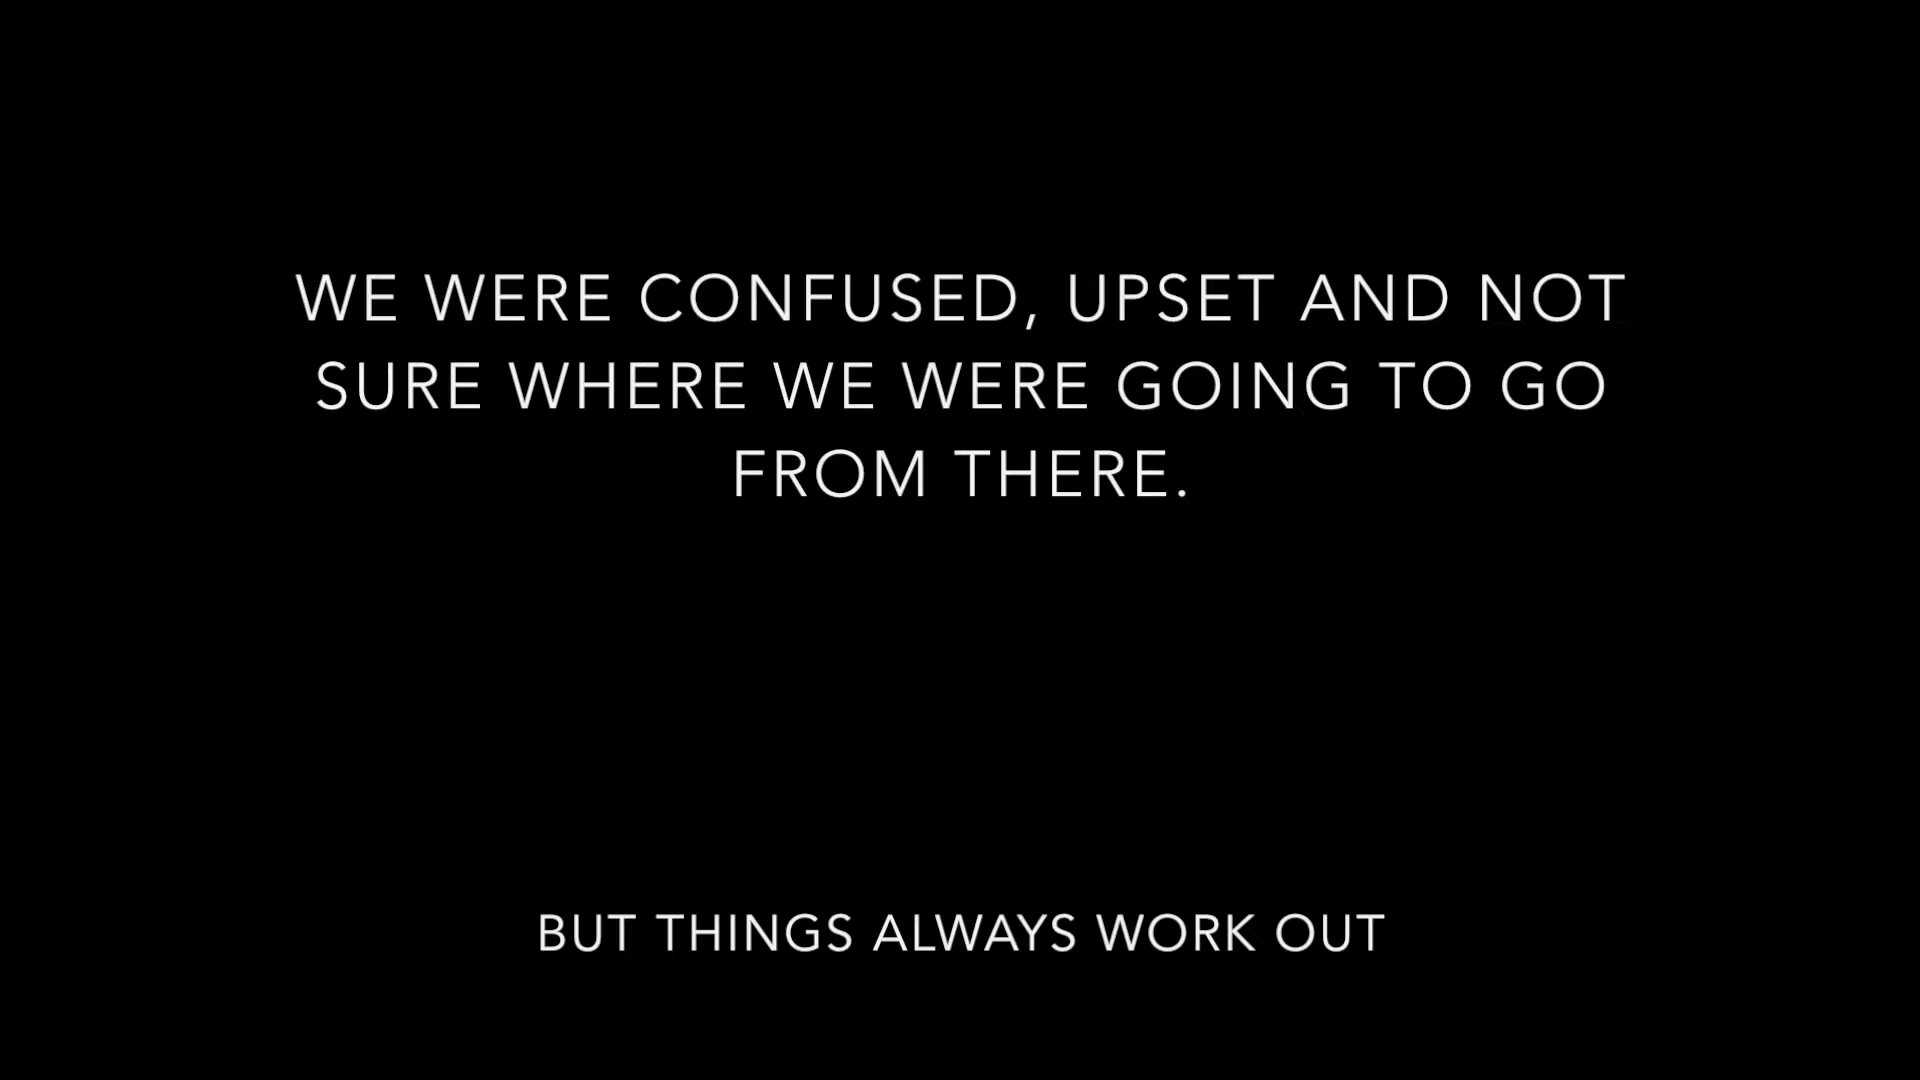 WE WERE CONFUSED, UPSET AND NOT
SURE WHERE WE WERE GOING TO GO
FROM THERE.
BUT THINGS ALWAYS WORK OUT